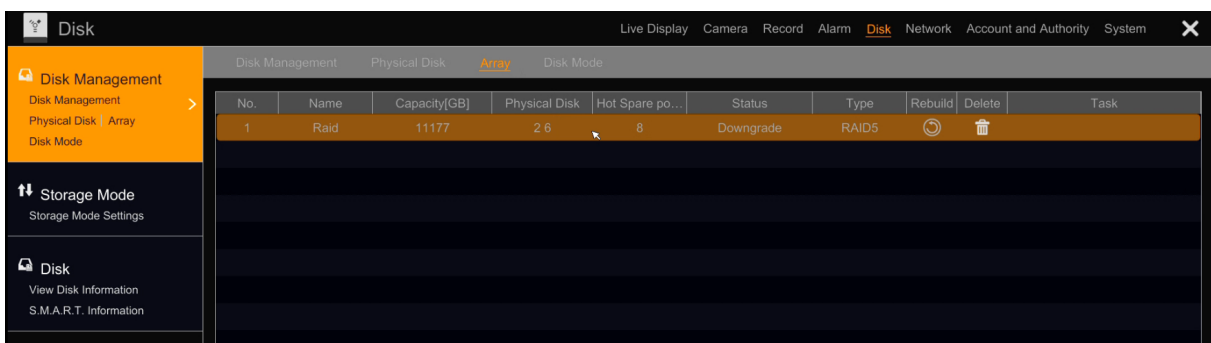 Disk
Live Display Camera Record Alarm Disk Network Account and Authority System
Disk Management
Disk Management
Physical Disk Array
Disk Mode
Storage Mode
Storage Mode Settings
Disk
View Disk Information
S.M.A.R.T. Information
Disk Management Physical Disk Array Disk Mode
No. Name Capacity[GB] Physical Disk Hot Spare po... Status Type Rebuild Delete Task
1 Raid 11177 2 6 8 Downgrade RAID5